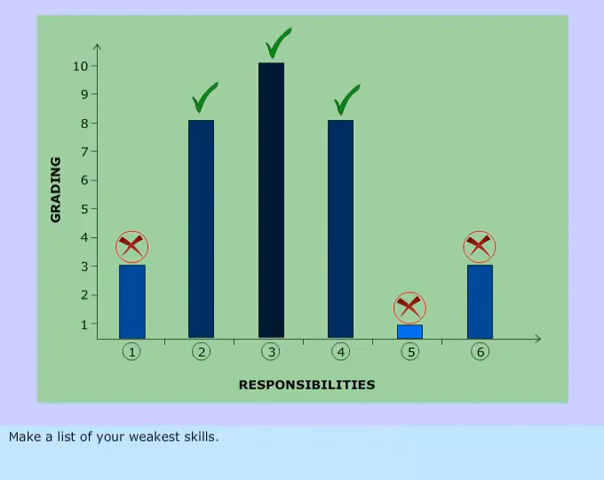 10
9
8
7
6
5
4
3
2
1
GRADING
1 2 3 4 5 6
RESPONSIBILITIES
Make a list of your weakest skills.